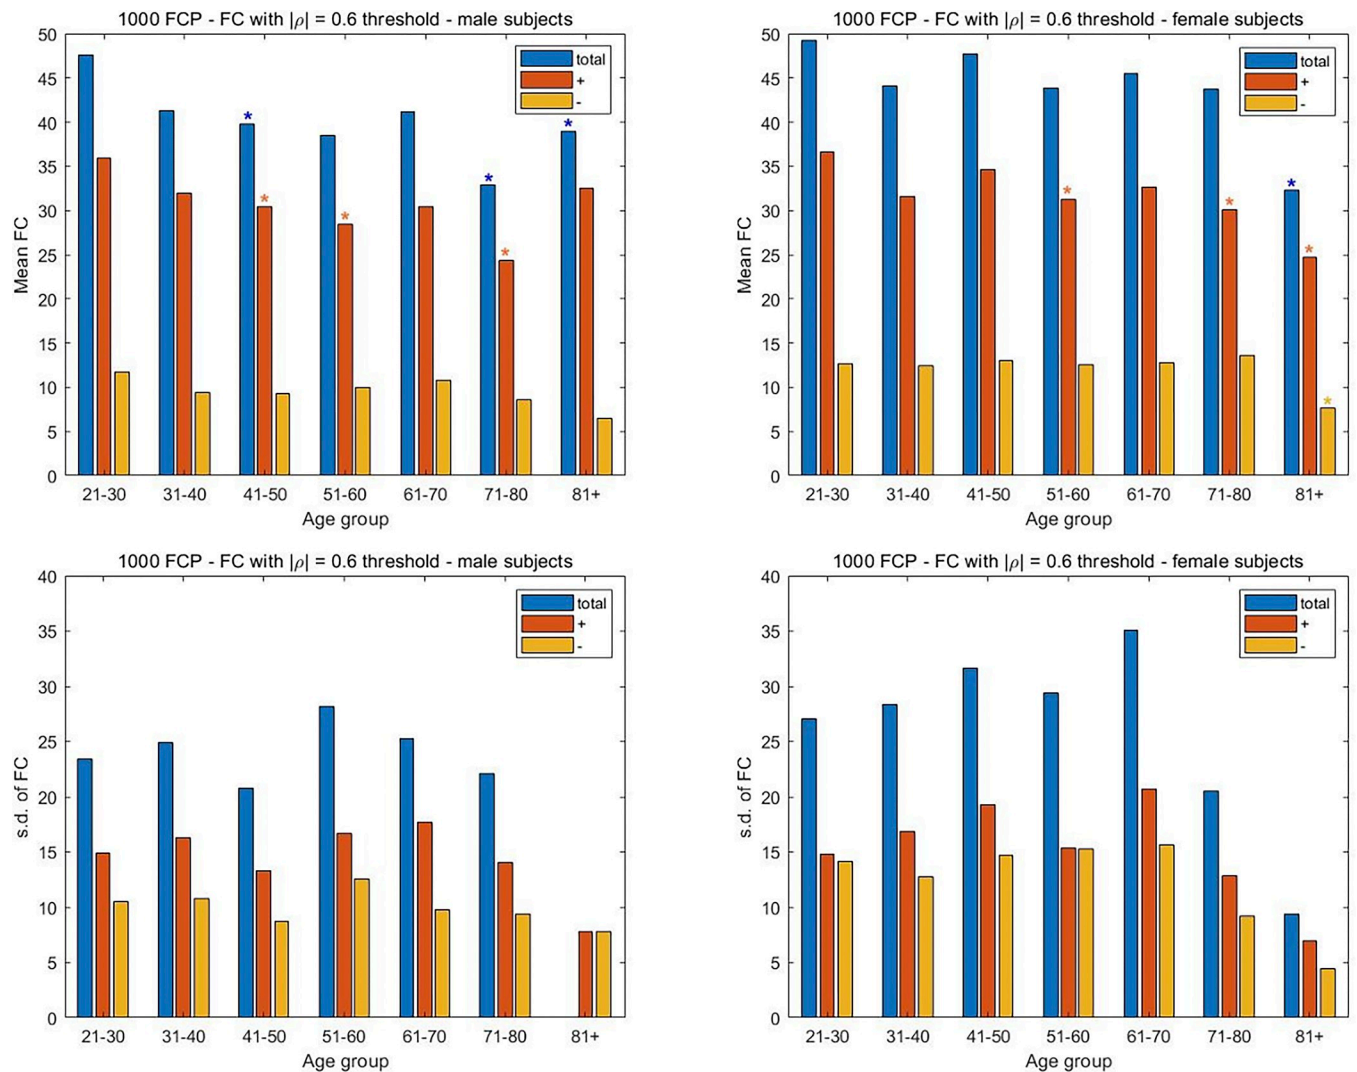 1000 FCP - FC with |ρ| = 0.6 threshold - male subjects
50
45
40
35
30
25
20
15
10
5
0
Mean FC
total
+
-
*
*
*
*
*
*
21-30 31-40 41-50 51-60 61-70 71-80 81+
Age group
1000 FCP - FC with |ρ| = 0.6 threshold - female subjects
50
45
40
35
30
25
20
15
10
5
0
Mean FC
total
+
-
*
*
*
*
*
21-30 31-40 41-50 51-60 61-70 71-80 81+
Age group
1000 FCP - FC with |ρ| = 0.6 threshold - male subjects
40
35
30
25
20
15
10
5
0
s.d. of FC
total
+
-
21-30 31-40 41-50 51-60 61-70 71-80 81+
Age group
1000 FCP - FC with |ρ| = 0.6 threshold - female subjects
40
35
30
25
20
15
10
5
0
s.d. of FC
total
+
-
21-30 31-40 41-50 51-60 61-70 71-80 81+
Age group